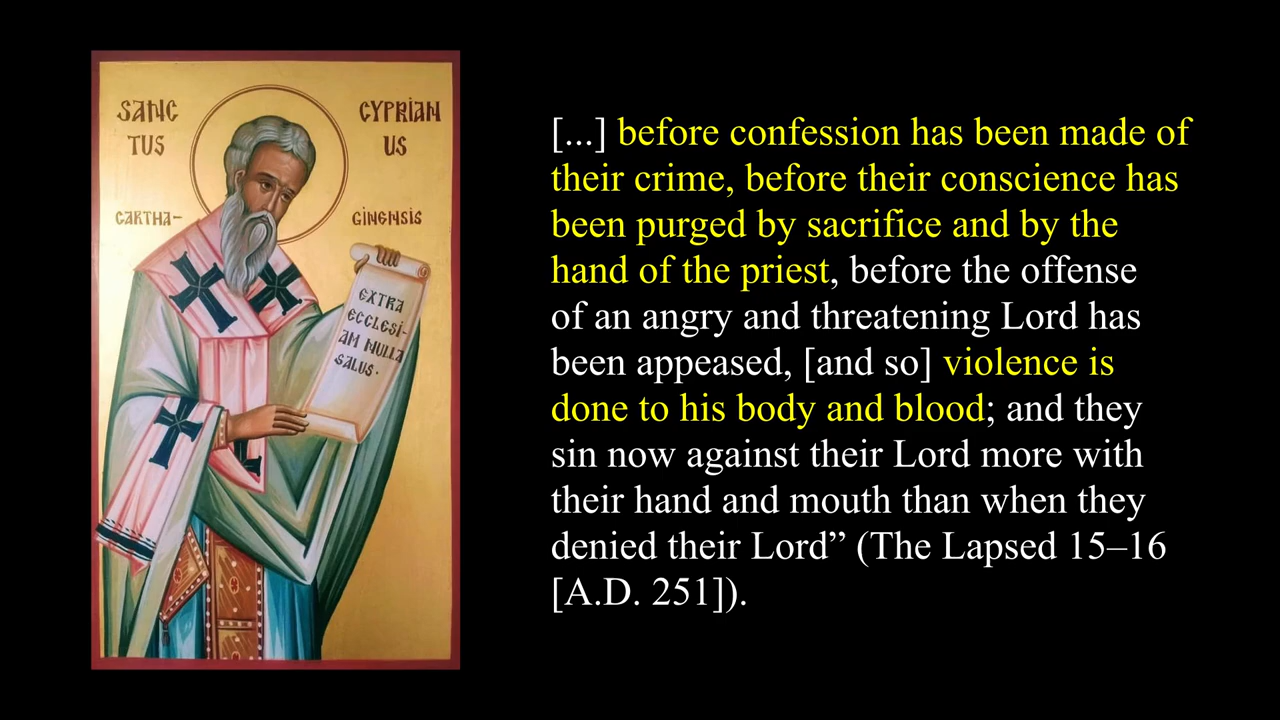 SANC
TUS
CYPRIAN
US
CARTHA-
GINENSIS
EXTRA
ECCLESI-
AM NULLA
SALUS.
[...] before confession has been made of
their crime, before their conscience has
been purged by sacrifice and by the
hand of the priest, before the offense
of an angry and threatening Lord has
been appeased, [and so] violence is
done to his body and blood; and they
sin now against their Lord more with
their hand and mouth than when they
denied their Lord” (The Lapsed 15–16
[A.D. 251]).